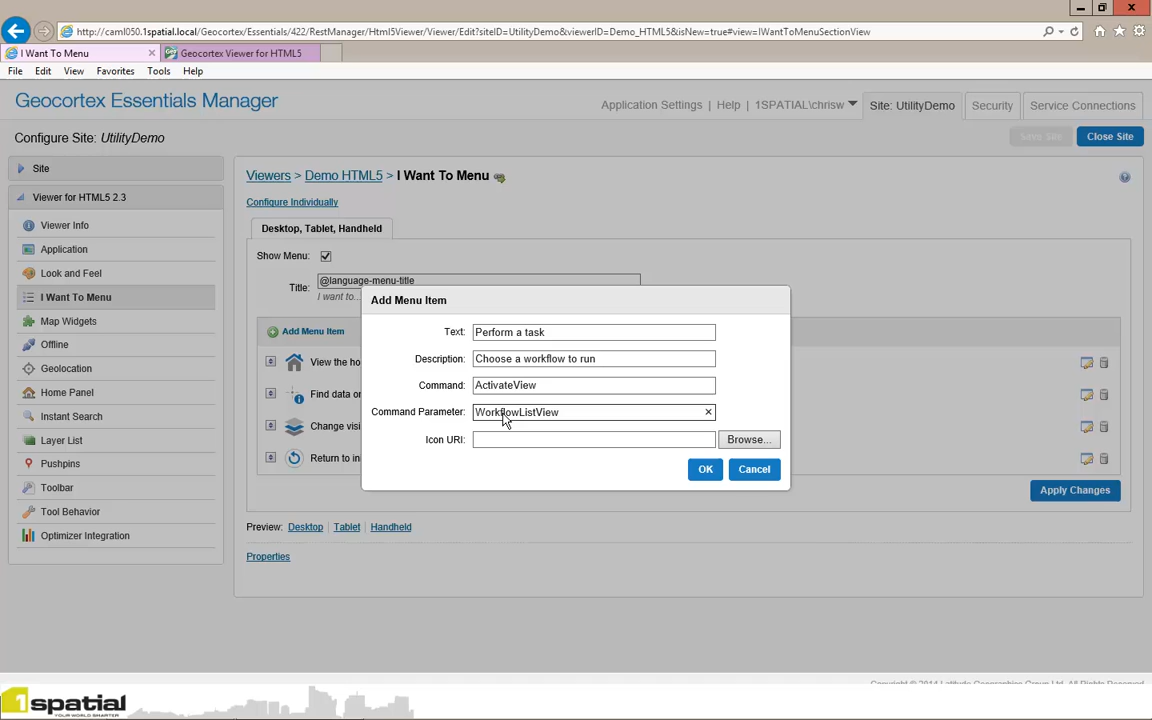 http://caml050.1spatial.local/Geocortex/Essentials/422/RestManager/Html5Viewer/Viewer/Edit?siteID=UtilityDemo&viewerID=Demo_HTML5&isNew=true#view=IWantToMenuSectionView
I Want To Menu
Geocortex Viewer for HTML5
File Edit View Favorites Tools Help
Geocortex Essentials Manager
Application Settings | Help | 1SPATIAL\chrisw
Site: UtilityDemo
Security
Service Connections
Configure Site: UtilityDemo
Save Site
Close Site
Site
Viewer for HTML5 2.3
Viewer Info
Application
Look and Feel
I Want To Menu
Map Widgets
Offline
Geolocation
Home Panel
Instant Search
Layer List
Pushpins
Toolbar
Tool Behavior
Optimizer Integration
Viewers > Demo HTML5 > I Want To Menu
Configure Individually
Desktop, Tablet, Handheld
Show Menu:
Title: @language-menu-title
I want to...
Add Menu Item
View the ho
Find data or
Change visi
Return to in
Add Menu Item
Text: Perform a task
Description: Choose a workflow to run
Command: ActivateView
Command Parameter: WorkflowListView
Icon URI:
Browse...
OK
Cancel
Apply Changes
Preview: Desktop | Tablet | Handheld
Properties
1spatial
YOUR WORLD SMARTER